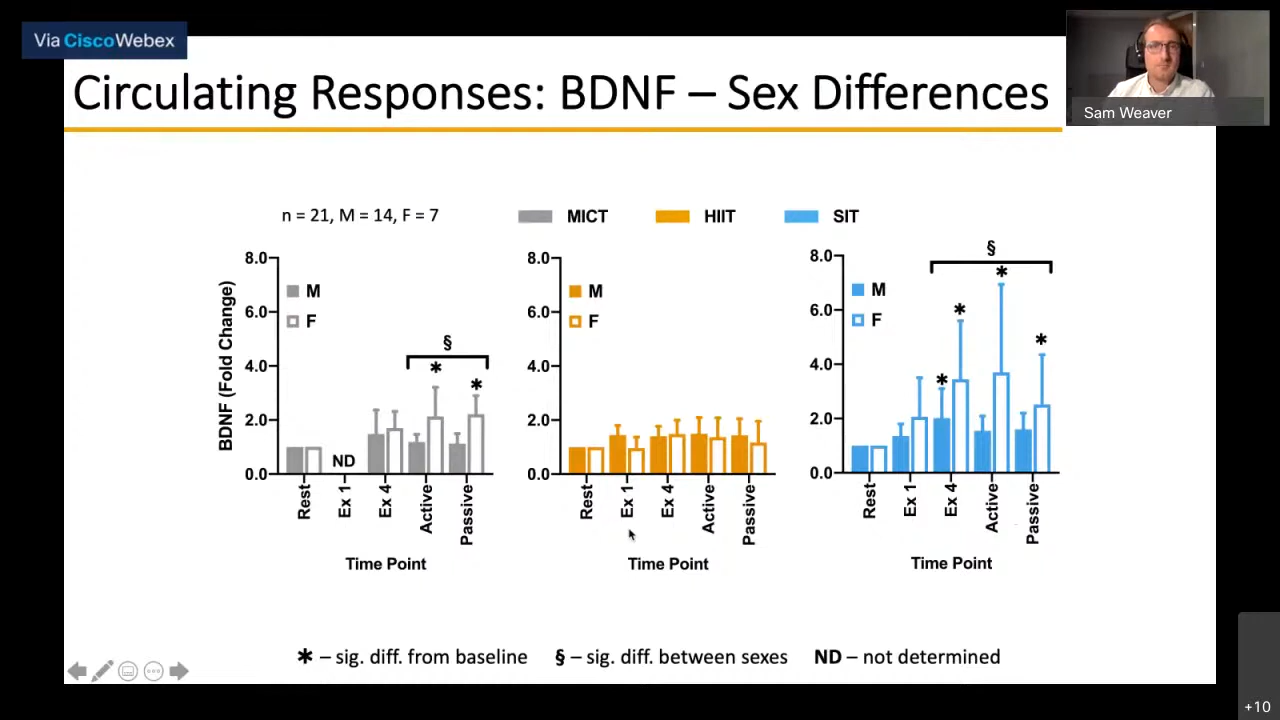 Via CiscoWebex
Circulating Responses: BDNF – Sex Differences
Sam Weaver
n = 21, M = 14, F = 7
MICT
HIIT
SIT
BDNF (Fold Change)
8.0
6.0
4.0
2.0
0.0
M
F
§
*
*
ND
Rest
Ex 1
Ex 4
Active
Passive
Time Point
8.0
6.0
4.0
2.0
0.0
M
F
Rest
Ex 1
Ex 4
Active
Passive
Time Point
8.0
6.0
4.0
2.0
0.0
M
F
§
*
*
*
*
Rest
Ex 1
Ex 4
Active
Passive
Time Point
* – sig. diff. from baseline § – sig. diff. between sexes ND – not determined
+10